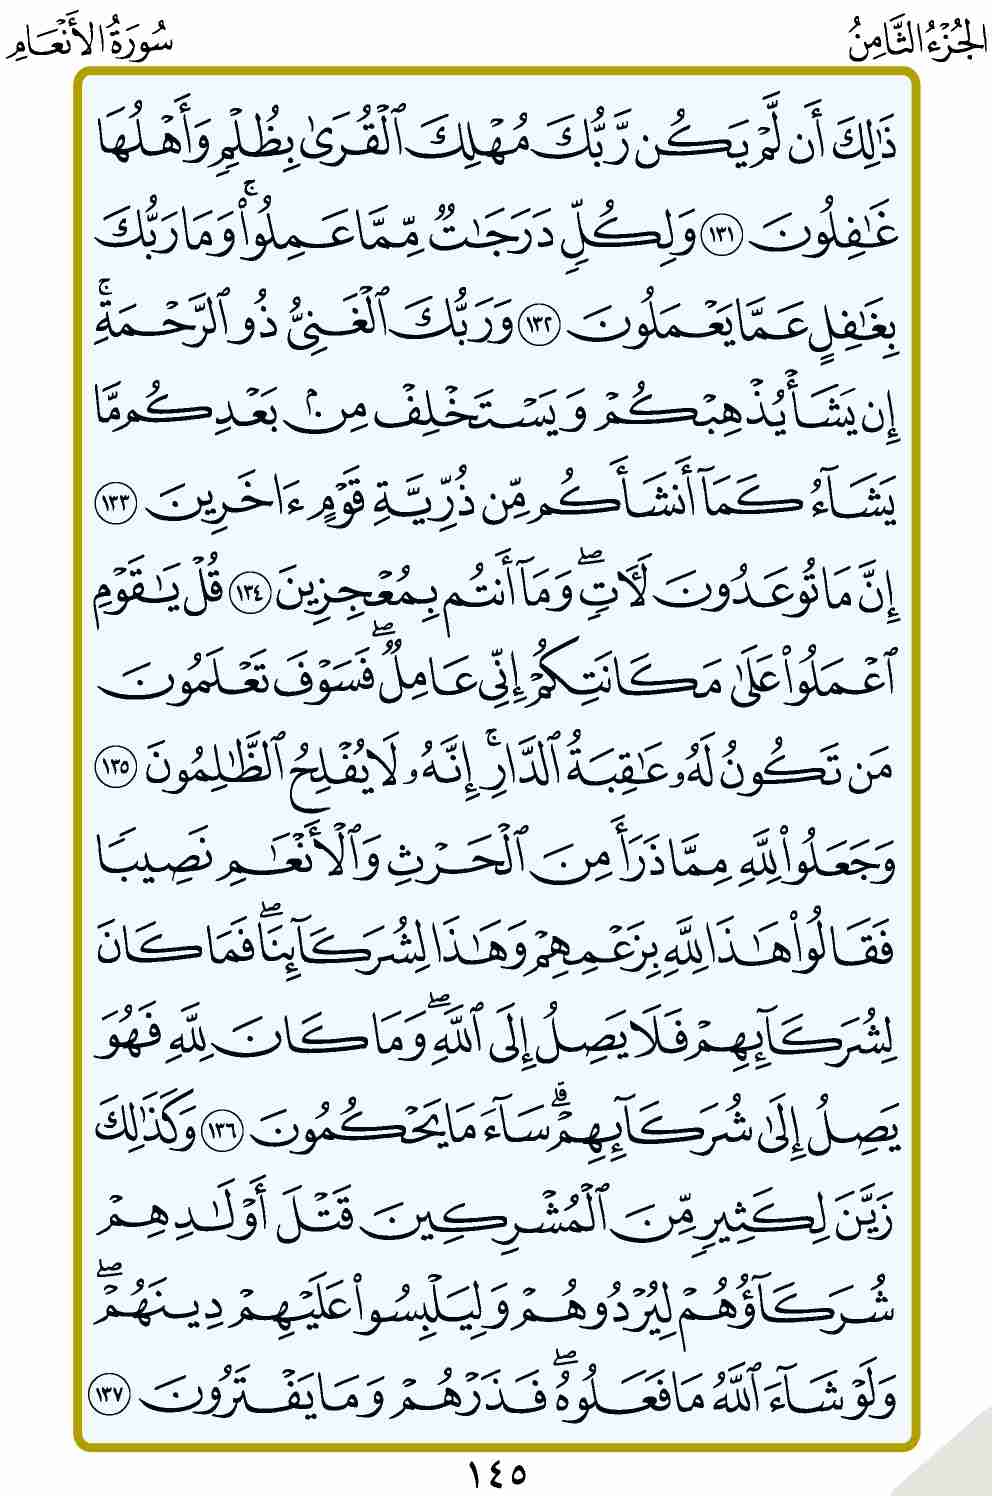 الجُزْءُ الثَّامِنُ
سُورَةُ الأَنْعَامِ
ذَٰلِكَ أَن لَّمْ يَكُن رَّبُّكَ مُهْلِكَ ٱلْقُرَىٰ بِظُلْمٍ وَأَهْلُهَا
غَٰفِلُونَ ١٣١ وَلِكُلٍّ دَرَجَٰتٌ مِّمَّا عَمِلُوا۟ ۚ وَمَا رَبُّكَ
بِغَٰفِلٍ عَمَّا يَعْمَلُونَ ١٣٢ وَرَبُّكَ ٱلْغَنِىُّ ذُو ٱلرَّحْمَةِ ۚ
إِن يَشَأْ يُذْهِبْكُمْ وَيَسْتَخْلِفْ مِنۢ بَعْدِكُم مَّا
يَشَآءُ كَمَآ أَنشَأَكُم مِّن ذُرِّيَّةِ قَوْمٍ ءَاخَرِينَ ١٣٣
إِنَّ مَا تُوعَدُونَ لَـَٔاتٍ ۖ وَمَآ أَنتُم بِمُعْجِزِينَ ١٣٤ قُلْ يَٰقَوْمِ
ٱعْمَلُوا۟ عَلَىٰ مَكَانَتِكُمْ إِنِّى عَامِلٌ ۖ فَسَوْفَ تَعْلَمُونَ
مَن تَكُونُ لَهُۥ عَٰقِبَةُ ٱلدَّارِ ۚ إِنَّهُۥ لَا يُفْلِحُ ٱلظَّٰلِمُونَ ١٣٥
وَجَعَلُوا۟ لِلَّهِ مِمَّا ذَرَأَ مِنَ ٱلْحَرْثِ وَٱلْأَنْعَٰمِ نَصِيبًا
فَقَالُوا۟ هَٰذَا لِلَّهِ بِزَعْمِهِمْ وَهَٰذَا لِشُرَكَآئِنَا ۖ فَمَا كَانَ
لِشُرَكَآئِهِمْ فَلَا يَصِلُ إِلَى ٱللَّهِ ۖ وَمَا كَانَ لِلَّهِ فَهُوَ
يَصِلُ إِلَىٰ شُرَكَآئِهِمْ ۗ سَآءَ مَا يَحْكُمُونَ ١٣٦ وَكَذَٰلِكَ
زَيَّنَ لِكَثِيرٍ مِّنَ ٱلْمُشْرِكِينَ قَتْلَ أَوْلَٰدِهِمْ
شُرَكَآؤُهُمْ لِيُرْدُوهُمْ وَلِيَلْبِسُوا۟ عَلَيْهِمْ دِينَهُمْ ۖ
وَلَوْ شَآءَ ٱللَّهُ مَا فَعَلُوهُ ۖ فَذَرْهُمْ وَمَا يَفْتَرُونَ ١٣٧
١٤٥